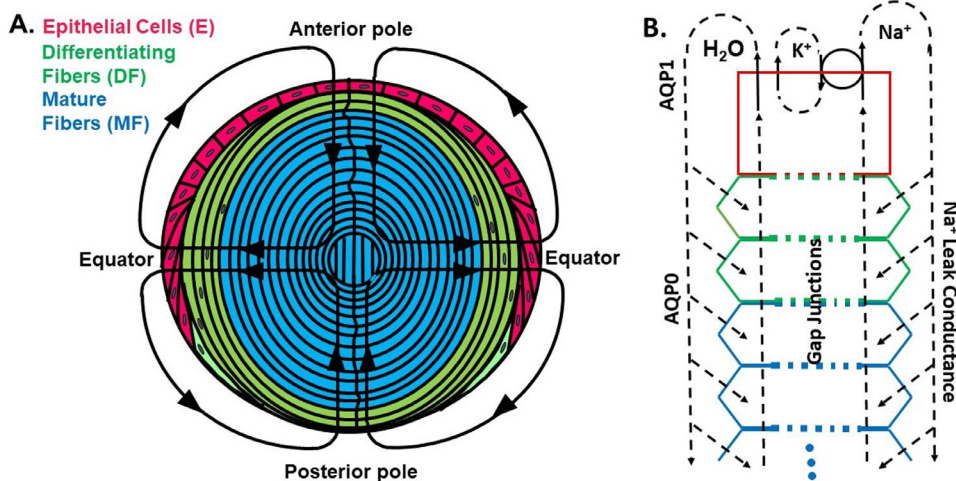 A.
Epithelial Cells (E)
Differentiating
Fibers (DF)
Mature
Fibers (MF)
Anterior pole
Equator
Equator
Posterior pole
B.
H₂O
K⁺
Na⁺
AQP1
AQP0
Gap Junctions
Na⁺ Leak Conductance